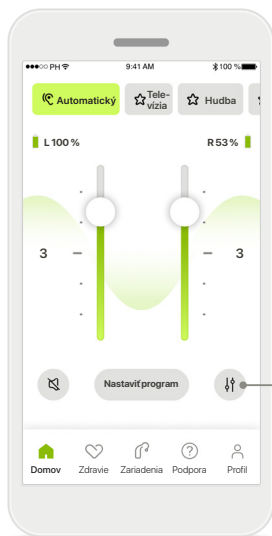 ●●●○○ PH 9:41 AM 100 %
Automatický
Tele-
vízia
Hudba
L 100 % R 53 %
3 3
Nastaviť program
Domov Zdravie Zariadenia Podpora Profil